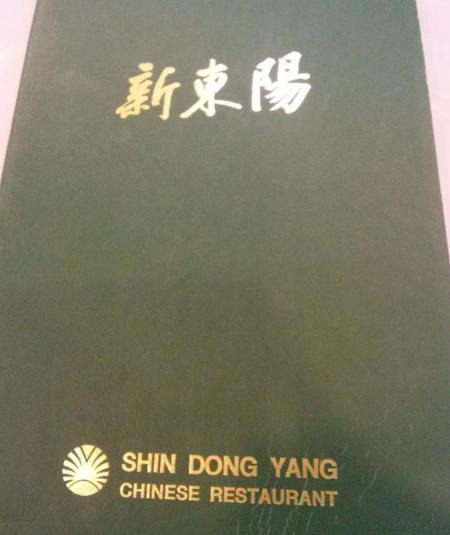 新東陽
SHIN DONG YANG
CHINESE RESTAURANT